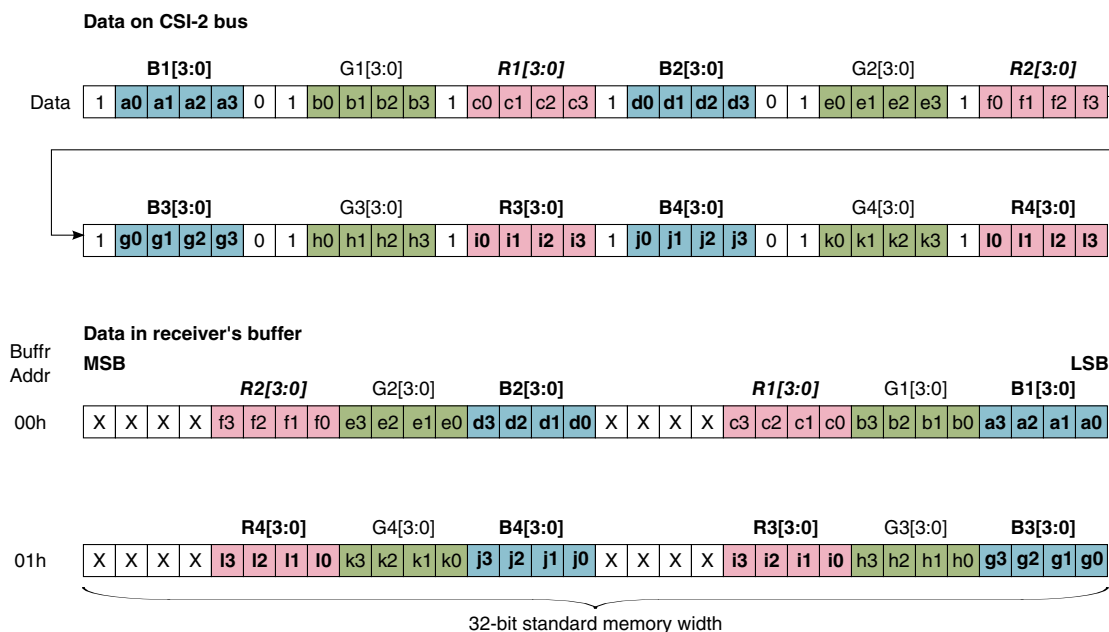 Data on CSI-2 bus
B1[3:0] G1[3:0] R1[3:0] B2[3:0] G2[3:0] R2[3:0]
Data 1 a0 a1 a2 a3 0 1 b0 b1 b2 b3 1 c0 c1 c2 c3 1 d0 d1 d2 d3 0 1 e0 e1 e2 e3 1 f0 f1 f2 f3
B3[3:0] G3[3:0] R3[3:0] B4[3:0] G4[3:0] R4[3:0]
1 g0 g1 g2 g3 0 1 h0 h1 h2 h3 1 i0 i1 i2 i3 1 j0 j1 j2 j3 0 1 k0 k1 k2 k3 1 l0 l1 l2 l3
Data in receiver's buffer
Buffr Addr
MSB LSB
R2[3:0] G2[3:0] B2[3:0] R1[3:0] G1[3:0] B1[3:0]
00h X X X X f3 f2 f1 f0 e3 e2 e1 e0 d3 d2 d1 d0 X X X X c3 c2 c1 c0 b3 b2 b1 b0 a3 a2 a1 a0
R4[3:0] G4[3:0] B4[3:0] R3[3:0] G3[3:0] B3[3:0]
01h X X X X l3 l2 l1 l0 k3 k2 k1 k0 j3 j2 j1 j0 X X X X i3 i2 i1 i0 h3 h2 h1 h0 g3 g2 g1 g0
32-bit standard memory width